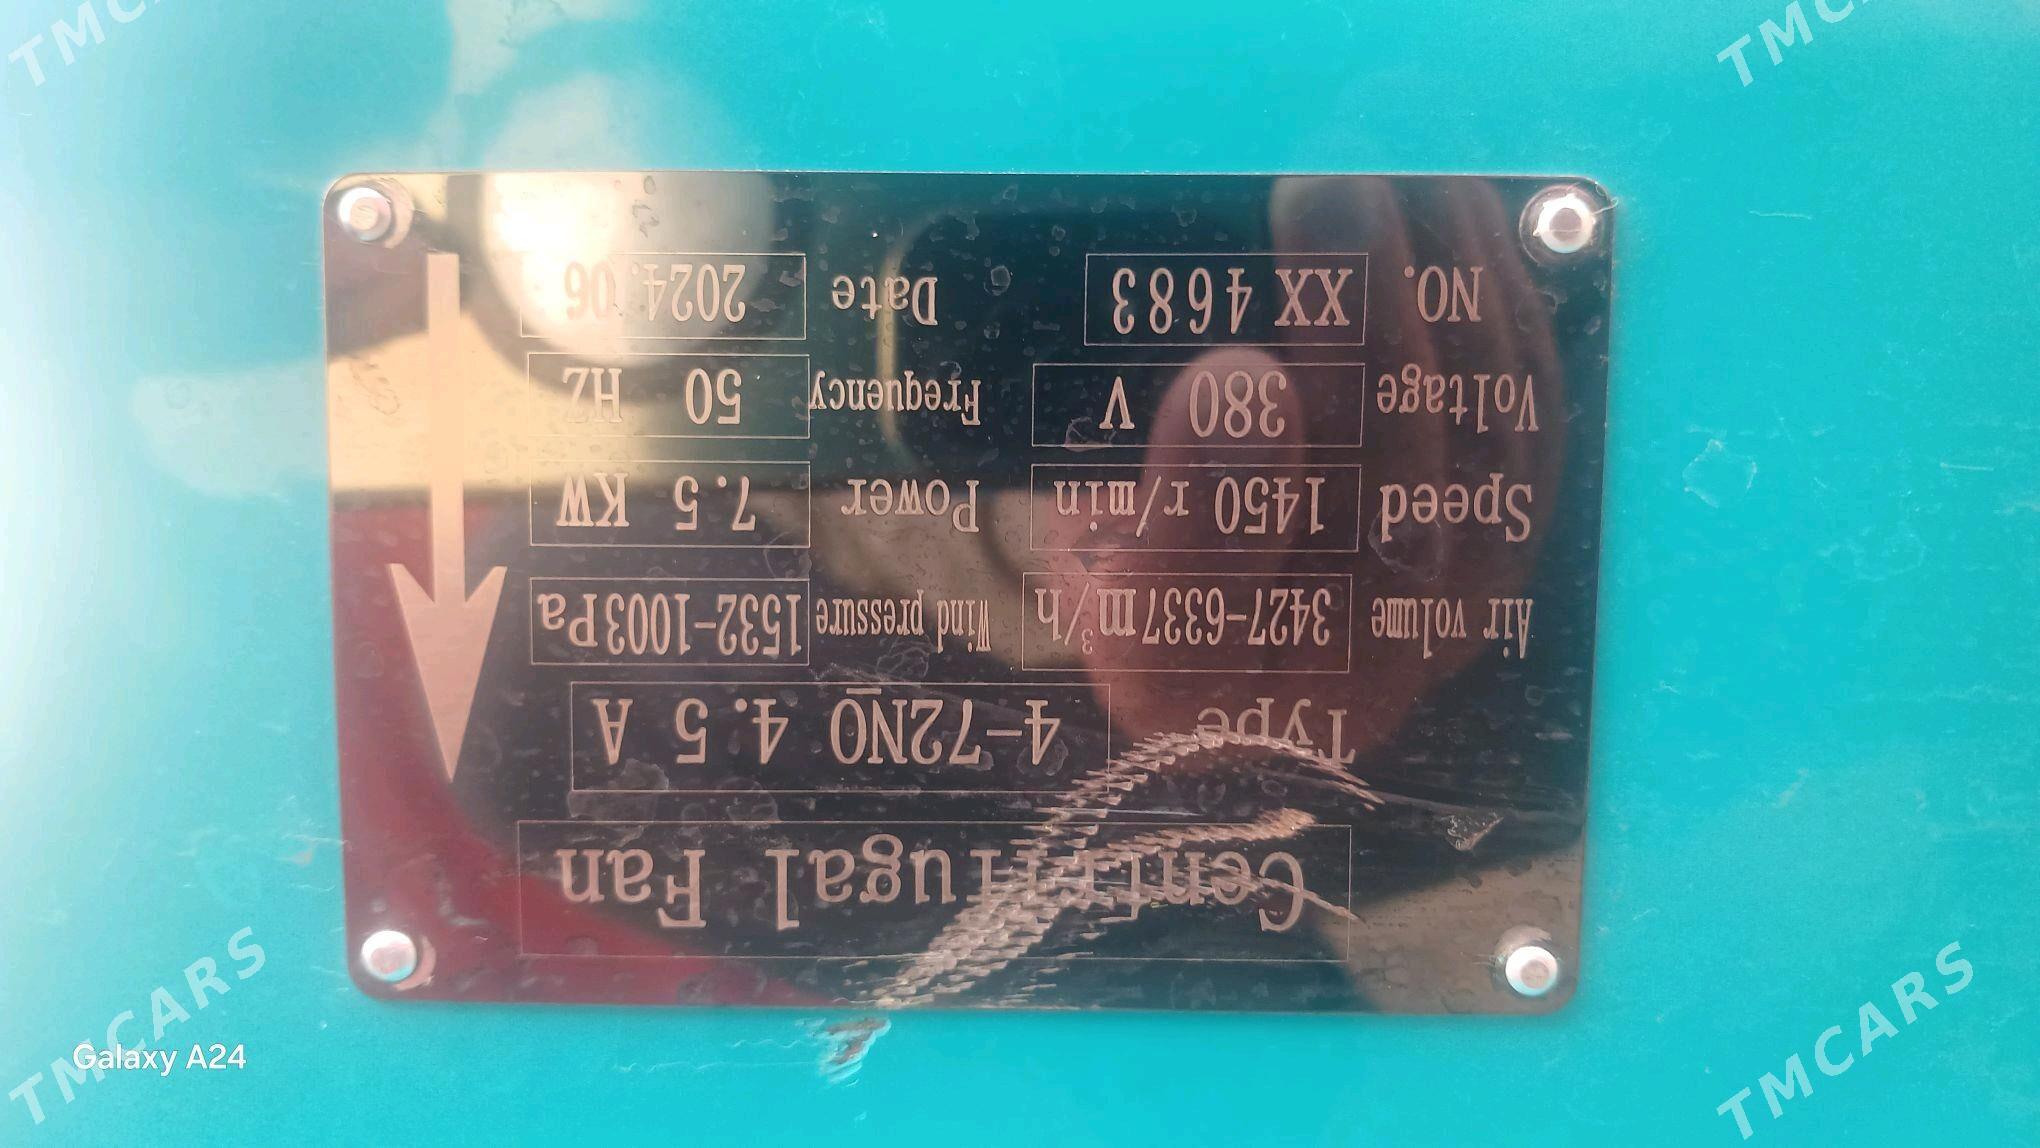 Centrifugal Fan
Type 4-72NO 4.5 A
Air volume 3427-6337m³/h Wind pressure 1532-1003Pa
Speed 1450 r/min Power 7.5 KW
Voltage 380 V Frequency 50 HZ
NO. XX 4683 Date 2024.06
Galaxy A24
TMCARS
TMCARS
TMCARS
TMCARS